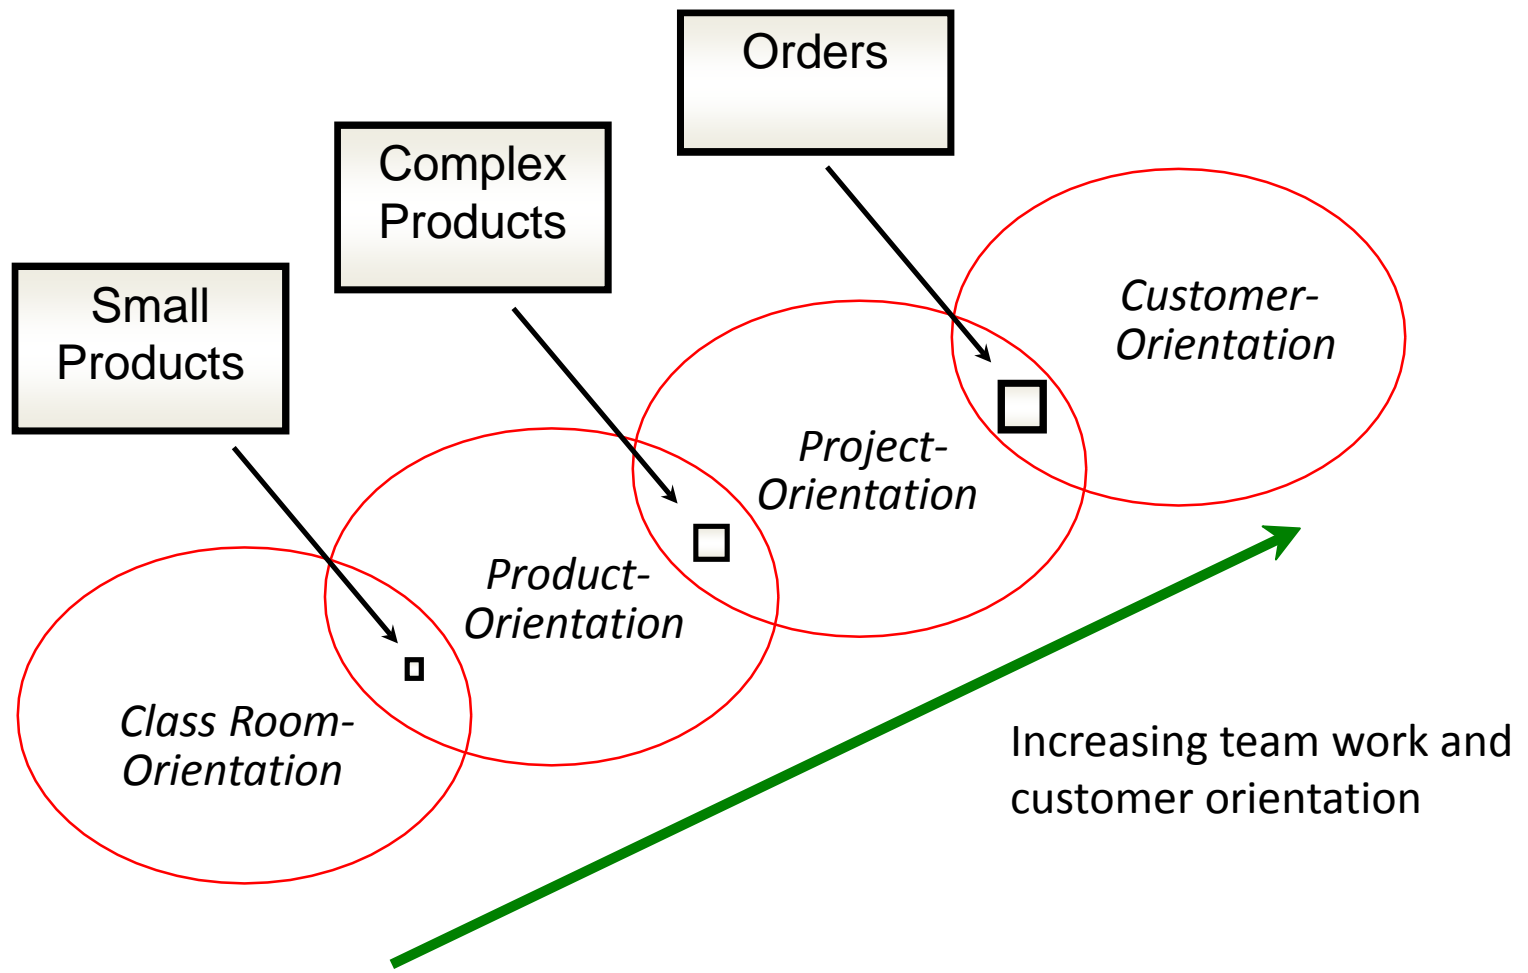 Orders
Complex
Products
Small
Products
Customer-
Orientation
Project-
Orientation
Product-
Orientation
Class Room-
Orientation
Increasing team work and
customer orientation